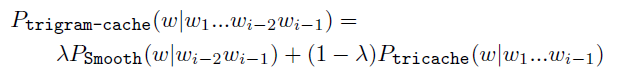 P_trigram-cache(w|w_1...w_{i−2}w_{i−1}) =
λP_Smooth(w|w_{i−2}w_{i−1}) + (1 − λ)P_tricache(w|w_1...w_{i−1})